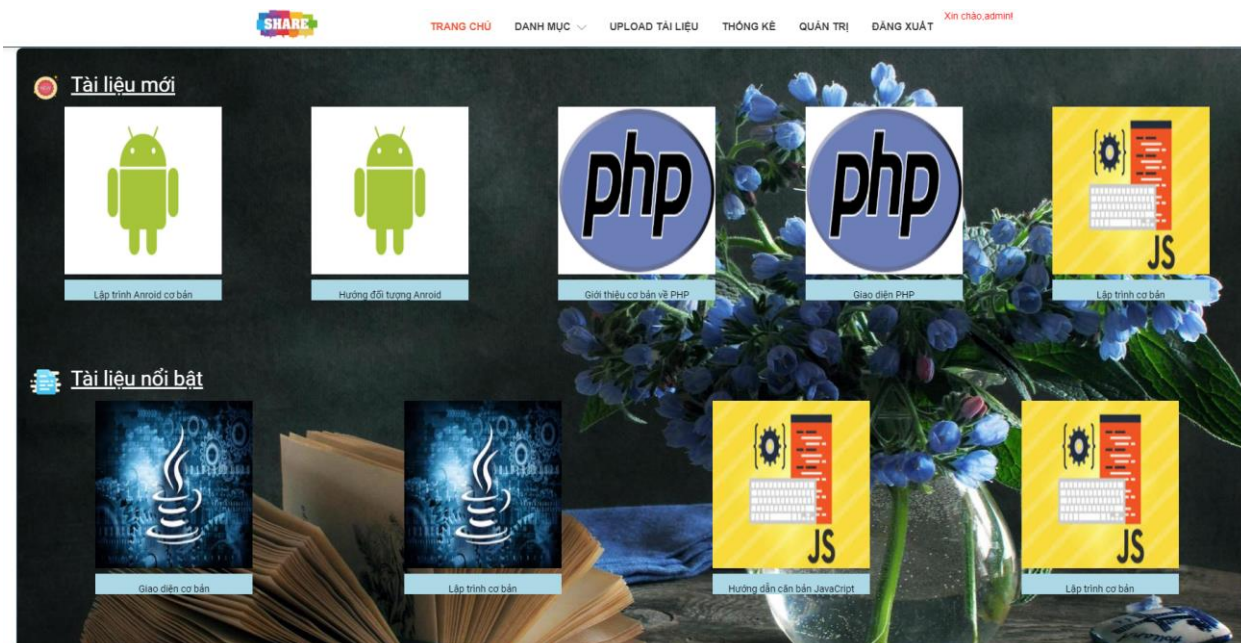 SHARE
TRANG CHỦ DANH MỤC UPLOAD TÀI LIỆU THỐNG KÊ QUẢN TRỊ ĐĂNG XUẤT Xin chào,admin!
Tài liệu mới
php php JS
Lập trình Anroid cơ bản Hướng đối tượng Anroid Giới thiệu cơ bản về PHP Giao diện PHP Lập trình cơ bản
Tài liệu nổi bật
JS JS
Giao diện cơ bản Lập trình cơ bản Hướng dẫn căn bản JavaCript Lập trình cơ bản